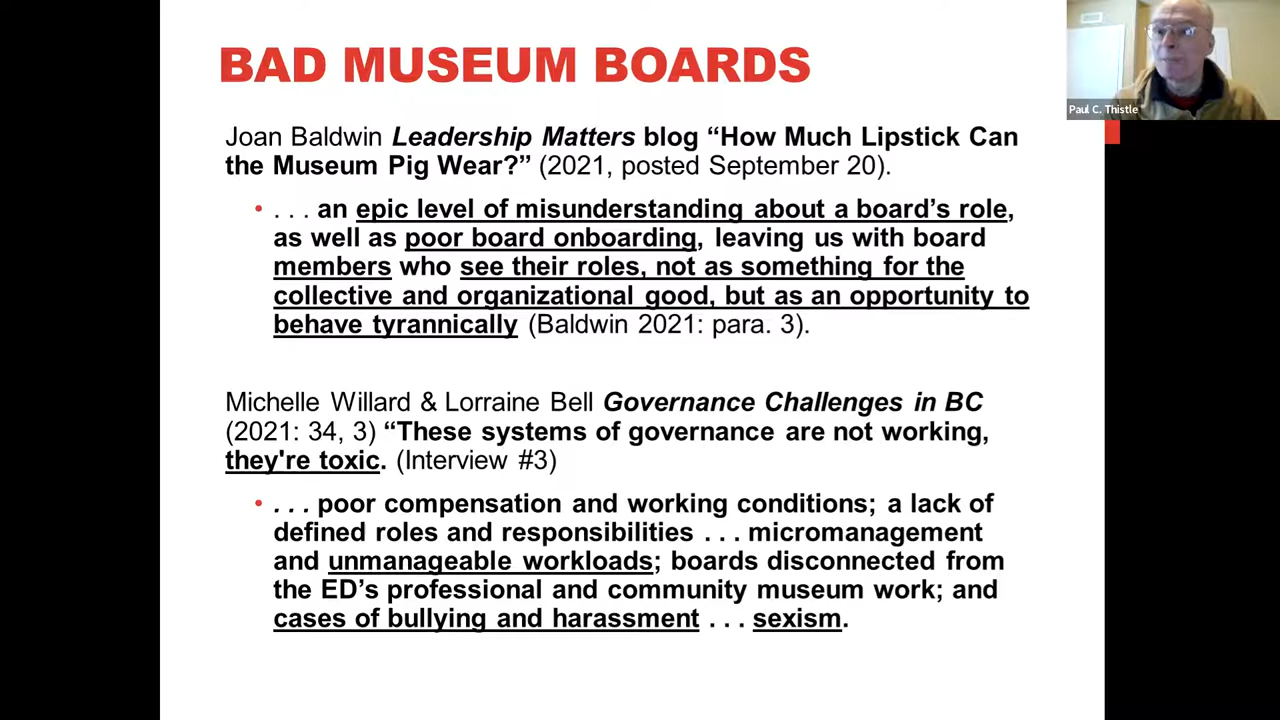 BAD MUSEUM BOARDS
Paul C. Thistle
Joan Baldwin Leadership Matters blog “How Much Lipstick Can
the Museum Pig Wear?” (2021, posted September 20).
• . . . an epic level of misunderstanding about a board’s role,
as well as poor board onboarding, leaving us with board
members who see their roles, not as something for the
collective and organizational good, but as an opportunity to
behave tyrannically (Baldwin 2021: para. 3).
Michelle Willard & Lorraine Bell Governance Challenges in BC
(2021: 34, 3) “These systems of governance are not working,
they're toxic. (Interview #3)
• . . . poor compensation and working conditions; a lack of
defined roles and responsibilities . . . micromanagement
and unmanageable workloads; boards disconnected from
the ED’s professional and community museum work; and
cases of bullying and harassment . . . sexism.